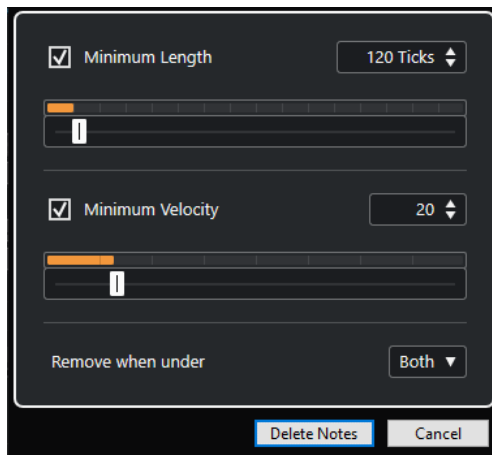 Minimum Length 120 Ticks
Minimum Velocity 20
Remove when under Both
Delete Notes Cancel